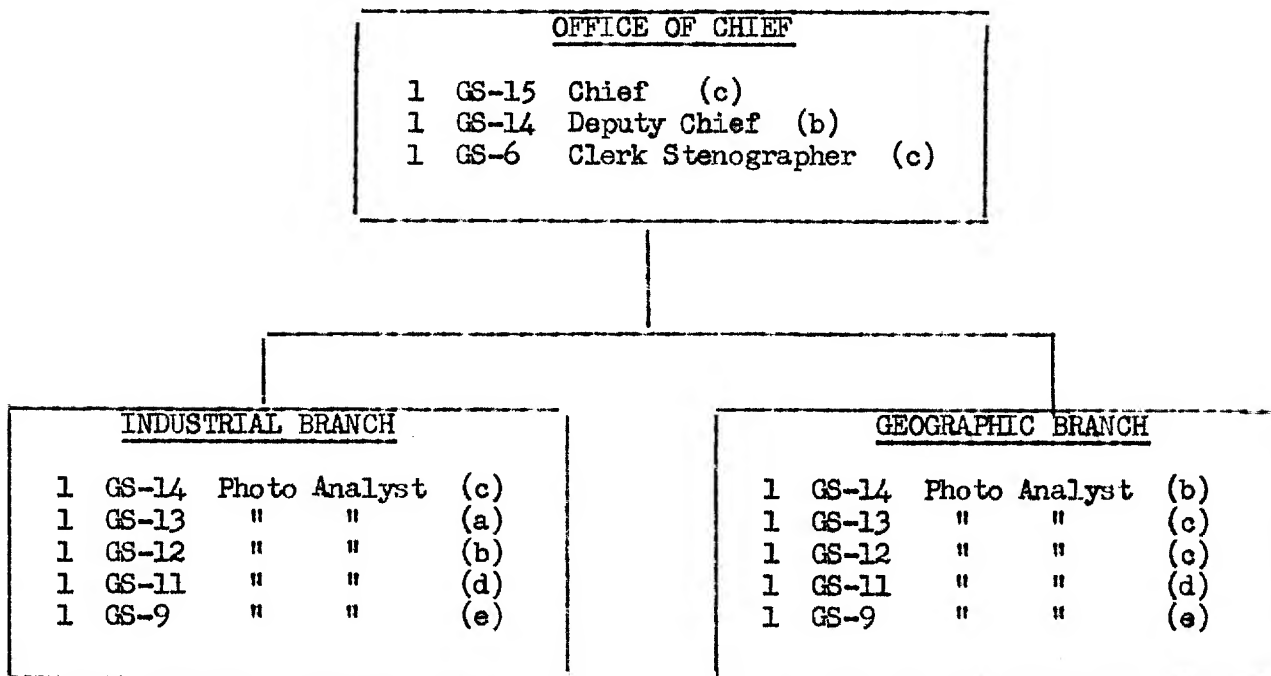 OFFICE OF CHIEF
1 GS-15 Chief (c)
1 GS-14 Deputy Chief (b)
1 GS-6 Clerk Stenographer (c)
INDUSTRIAL BRANCH
1 GS-14 Photo Analyst (c)
1 GS-13 " " (a)
1 GS-12 " " (b)
1 GS-11 " " (d)
1 GS-9 " " (e)
GEOGRAPHIC BRANCH
1 GS-14 Photo Analyst (b)
1 GS-13 " " (c)
1 GS-12 " " (c)
1 GS-11 " " (d)
1 GS-9 " " (e)